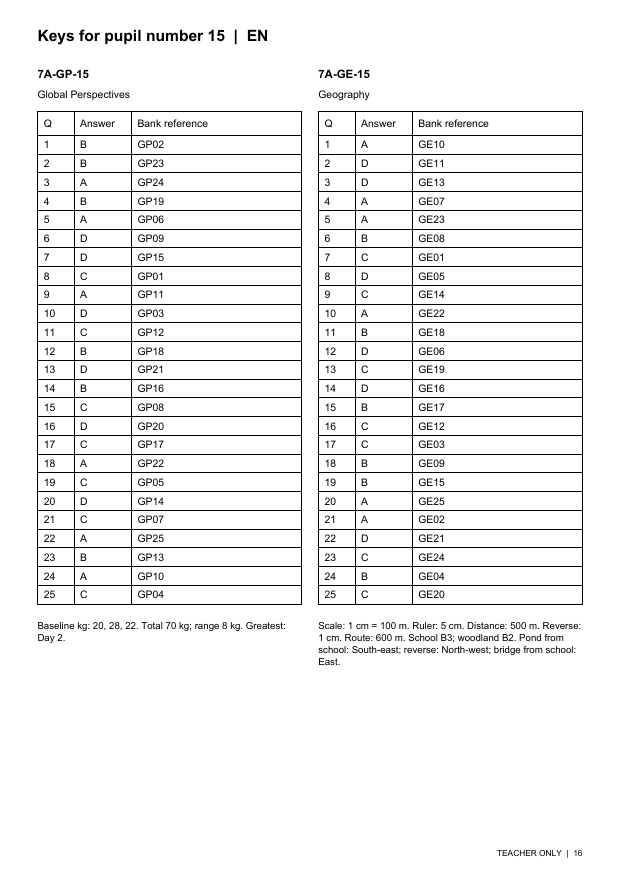 Keys for pupil number 15 | EN
7A-GP-15
Global Perspectives
Q Answer Bank reference
1 B GP02
2 B GP23
3 A GP24
4 B GP19
5 A GP06
6 D GP09
7 D GP15
8 C GP01
9 A GP11
10 D GP03
11 C GP12
12 B GP18
13 D GP21
14 B GP16
15 C GP08
16 D GP20
17 C GP17
18 A GP22
19 C GP05
20 D GP14
21 C GP07
22 A GP25
23 B GP13
24 A GP10
25 C GP04
Baseline kg: 20, 28, 22. Total 70 kg; range 8 kg. Greatest:
Day 2.
7A-GE-15
Geography
Q Answer Bank reference
1 A GE10
2 D GE11
3 D GE13
4 A GE07
5 A GE23
6 B GE08
7 C GE01
8 D GE05
9 C GE14
10 A GE22
11 B GE18
12 D GE06
13 C GE19
14 D GE16
15 B GE17
16 C GE12
17 C GE03
18 B GE09
19 B GE15
20 A GE25
21 A GE02
22 D GE21
23 C GE24
24 B GE04
25 C GE20
Scale: 1 cm = 100 m. Ruler: 5 cm. Distance: 500 m. Reverse:
1 cm. Route: 600 m. School B3; woodland B2. Pond from
school: South-east; reverse: North-west; bridge from school:
East.
TEACHER ONLY | 16